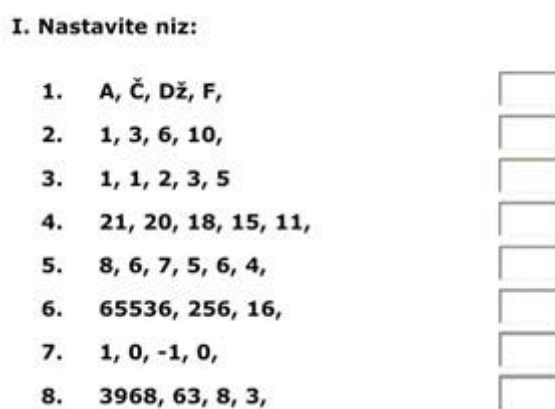 I. Nastavite niz:
1. A, Č, Dž, F,
2. 1, 3, 6, 10,
3. 1, 1, 2, 3, 5
4. 21, 20, 18, 15, 11,
5. 8, 6, 7, 5, 6, 4,
6. 65536, 256, 16,
7. 1, 0, -1, 0,
8. 3968, 63, 8, 3,